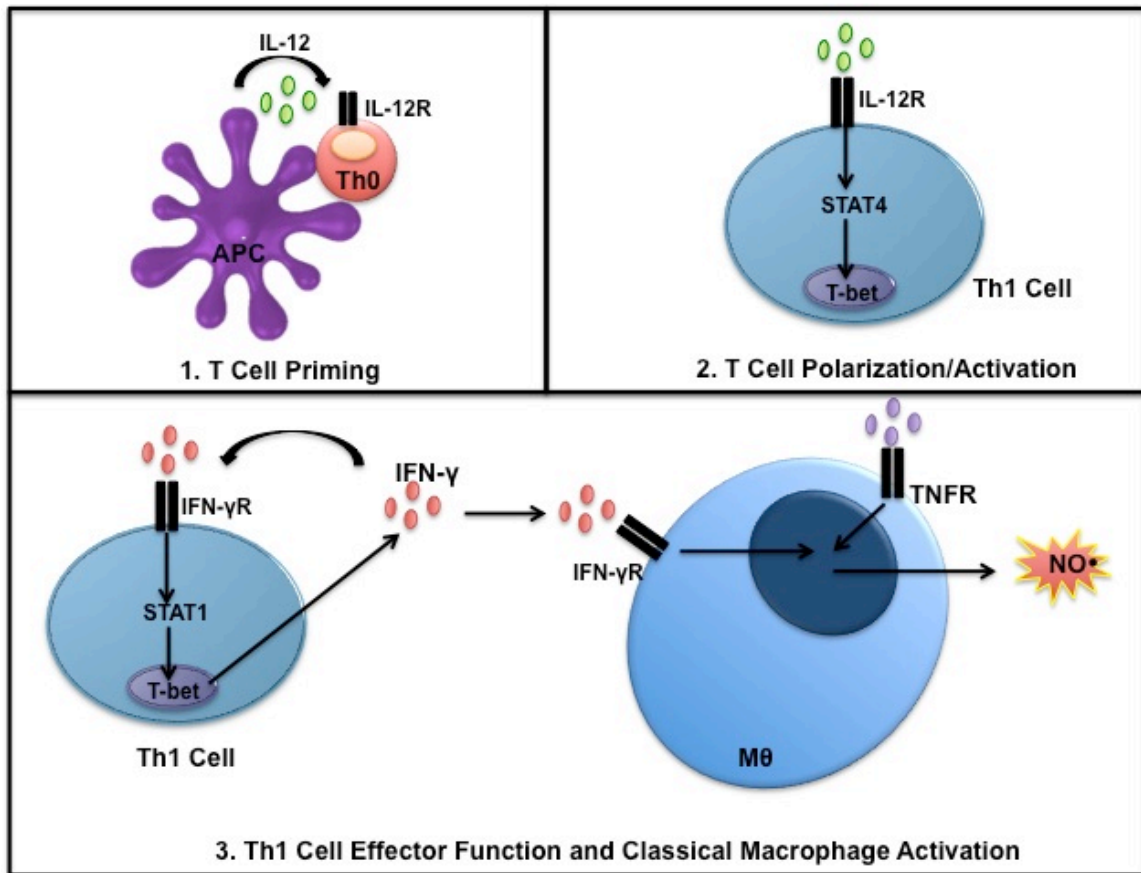 IL-12
IL-12R
Th0
APC
1. T Cell Priming
IL-12R
STAT4
T-bet
Th1 Cell
2. T Cell Polarization/Activation
IFN-γR
STAT1
T-bet
Th1 Cell
IFN-γ
IFN-γR
TNFR
NO•
Mθ
3. Th1 Cell Effector Function and Classical Macrophage Activation